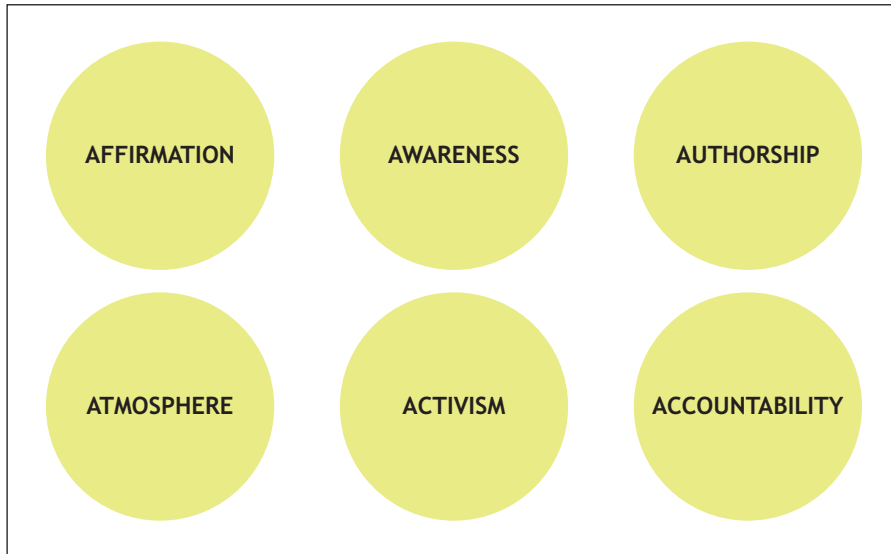 AFFIRMATION
AWARENESS
AUTHORSHIP
ATMOSPHERE
ACTIVISM
ACCOUNTABILITY